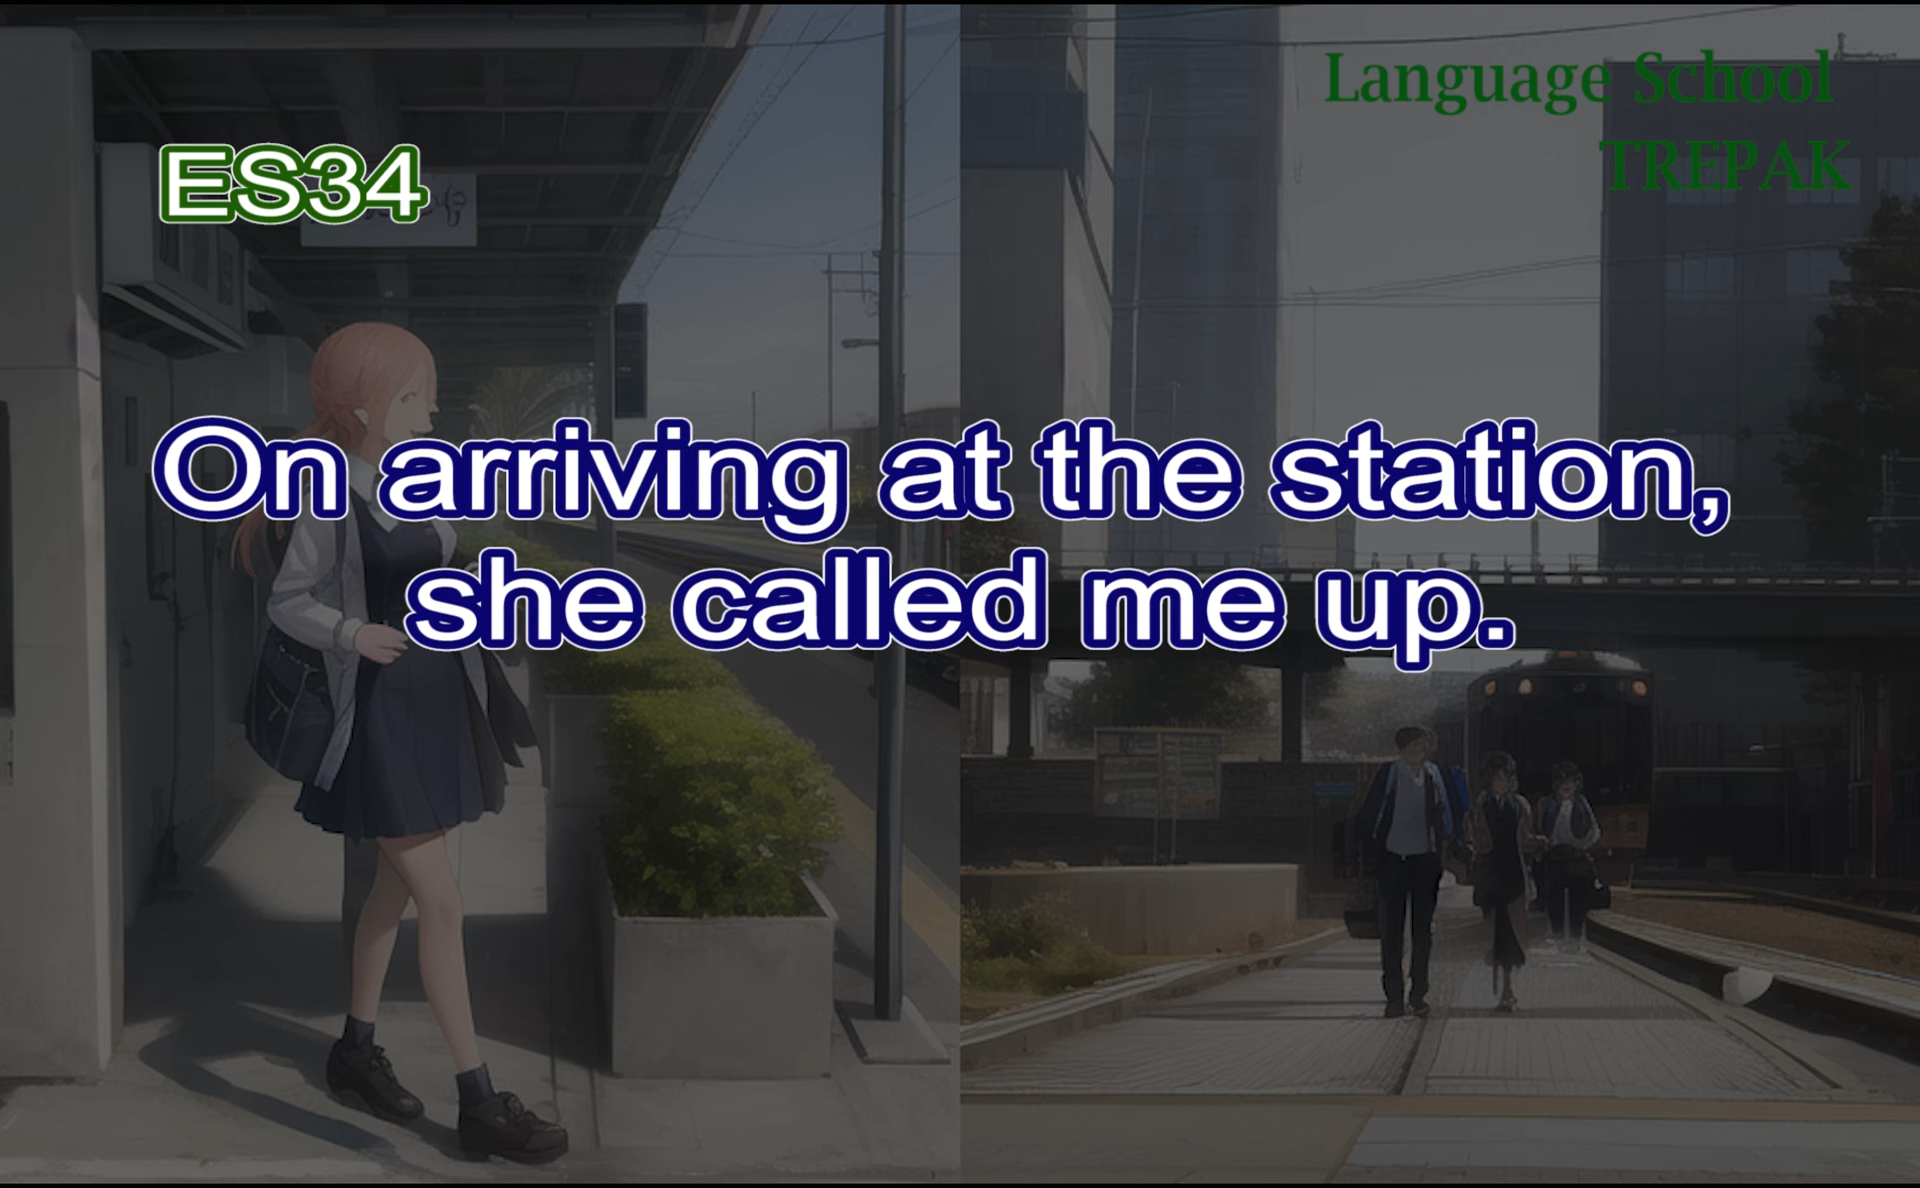 Language School
TREPAK
ES34
On arriving at the station,
she called me up.